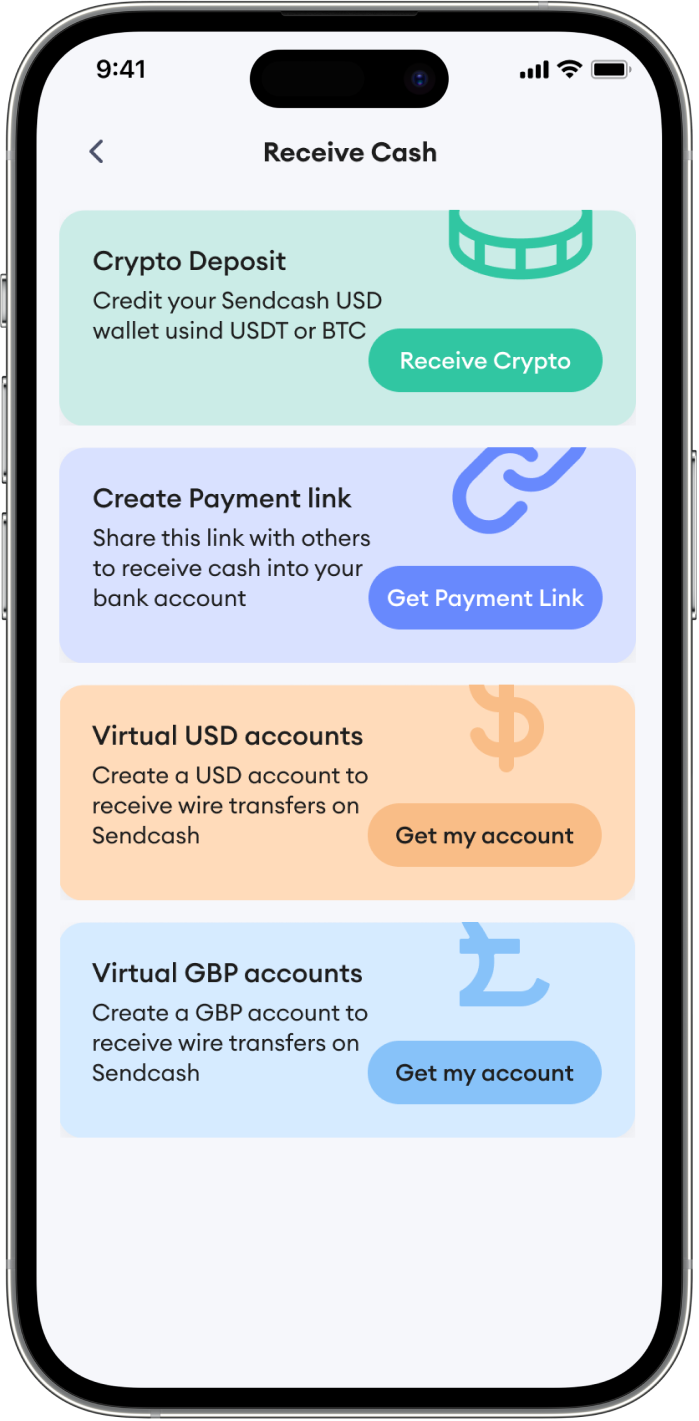 9:41
Receive Cash
Crypto Deposit
Credit your Sendcash USD
wallet usind USDT or BTC
Receive Crypto
Create Payment link
Share this link with others
to receive cash into your
bank account
Get Payment Link
Virtual USD accounts
Create a USD account to
receive wire transfers on
Sendcash
Get my account
Virtual GBP accounts
Create a GBP account to
receive wire transfers on
Sendcash
Get my account